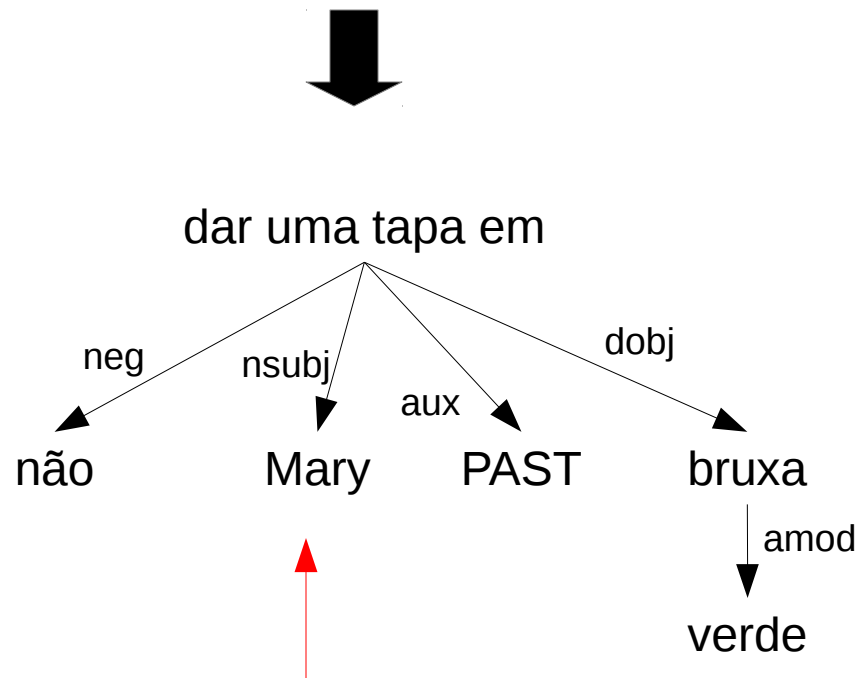 dar uma tapa em
neg
nsubj
aux
dobj
não
Mary
PAST
bruxa
amod
verde